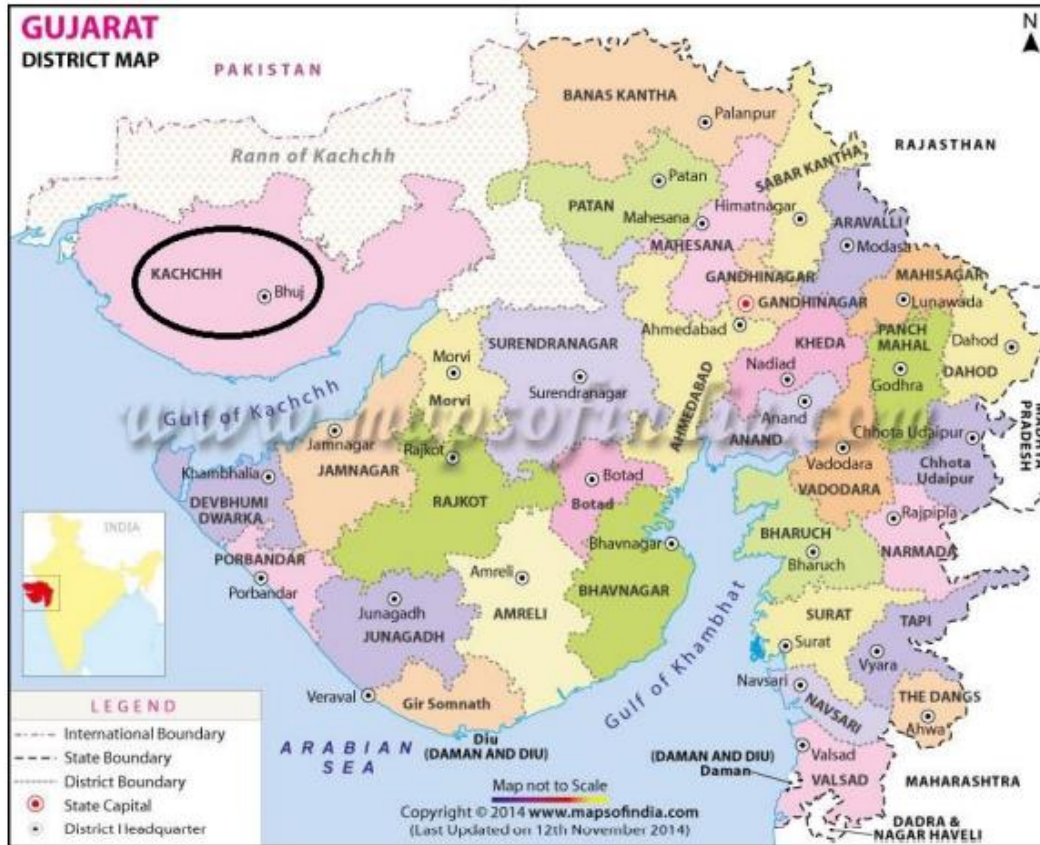 GUJARAT
DISTRICT MAP
N
PAKISTAN
BANAS KANTHA
Palanpur
RAJASTHAN
Rann of Kachchh
SABAR KANTHA
Patan
PATAN
Mahesana
Himatnagar
ARAVALLI
MAHESANA
Modasa
KACHCHH
Bhuj
GANDHINAGAR
MAHISAGAR
GANDHINAGAR
Lunawada
Ahmedabad
PANCH
MAHAL
SURENDRANAGAR
KHEDA
Dahod
Morvi
Nadiad
Godhra
DAHOD
Surendranagar
Morvi
AHMEDABAD
Anand
Gulf of Kachchh
www.mapsofindia.com
MADHYA
PRADESH
Jamnagar
ANAND
Chhota Udaipur
Rajkot
Vadodara
JAMNAGAR
Khambhalia
Botad
Chhota
Udaipur
DEVBHUMI
DWARKA
RAJKOT
Botad
VADODARA
Rajpipla
INDIA
BHARUCH
Bhavnagar
NARMADA
PORBANDAR
Bharuch
Porbandar
Amreli
BHAVNAGAR
Junagadh
AMRELI
SURAT
TAPI
JUNAGADH
Gulf of Khambhat
Surat
Vyara
Navsari
Veraval
Gir Somnath
NAVSARI
THE DANGS
Ahwa
LEGEND
International Boundary
State Boundary
District Boundary
State Capital
District Headquarter
ARABIAN
SEA
Diu
(DAMAN AND DIU)
(DAMAN AND DIU)
Daman
Valsad
VALSAD
MAHARASHTRA
Map not to Scale
Copyright © 2014 www.mapsofindia.com
(Last Updated on 12th November 2014)
DADRA &
NAGAR HAVELI